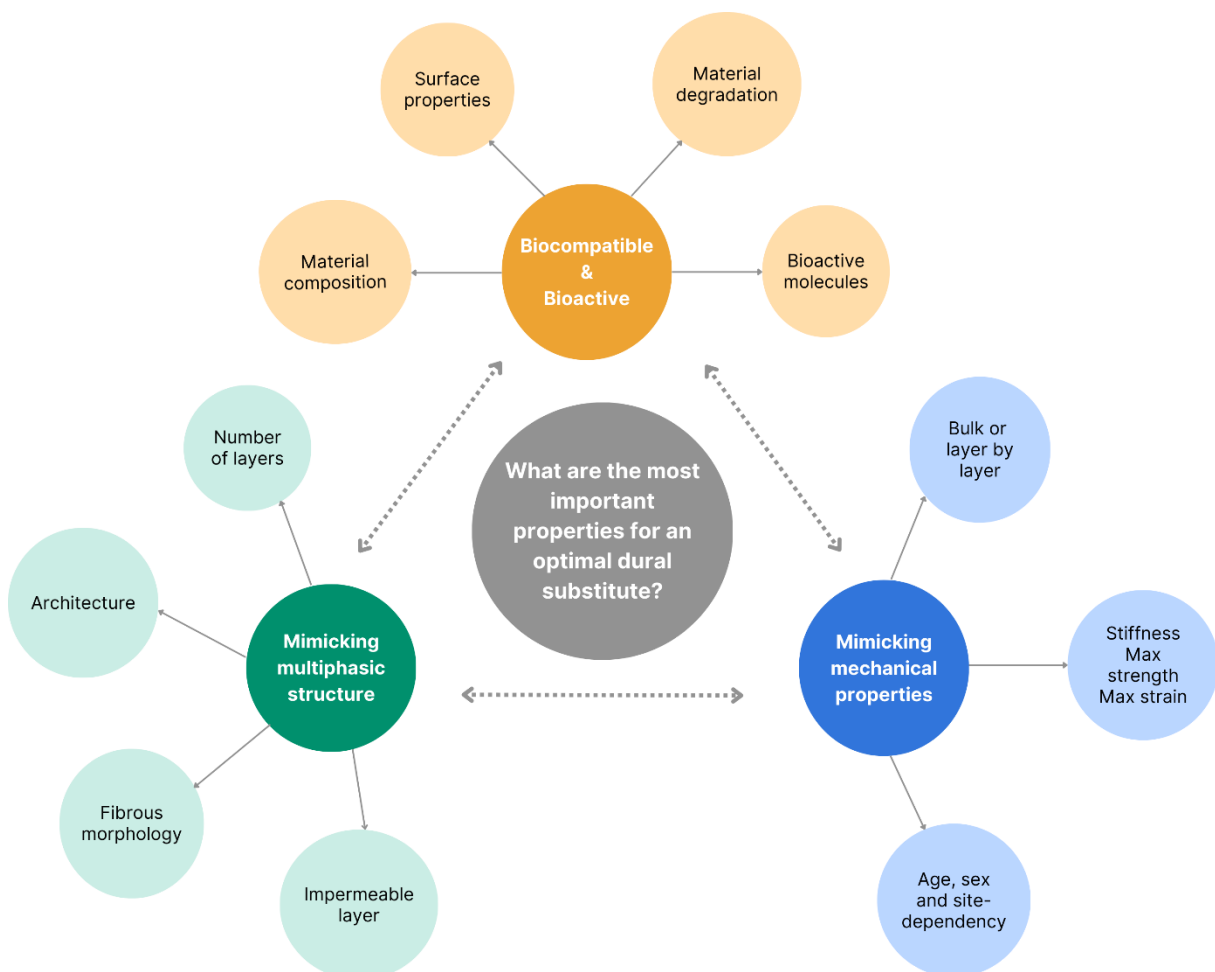 Surface
properties
Material
degradation
Biocompatible
&
Bioactive
Material
composition
Bioactive
molecules
Number
of layers
Bulk or
layer by
layer
What are the most
important
properties for an
optimal dural
substitute?
Architecture
Mimicking
multiphasic
structure
Mimicking
mechanical
properties
Stiffness
Max
strength
Max strain
Fibrous
morphology
Impermeable
layer
Age, sex
and site-
dependency